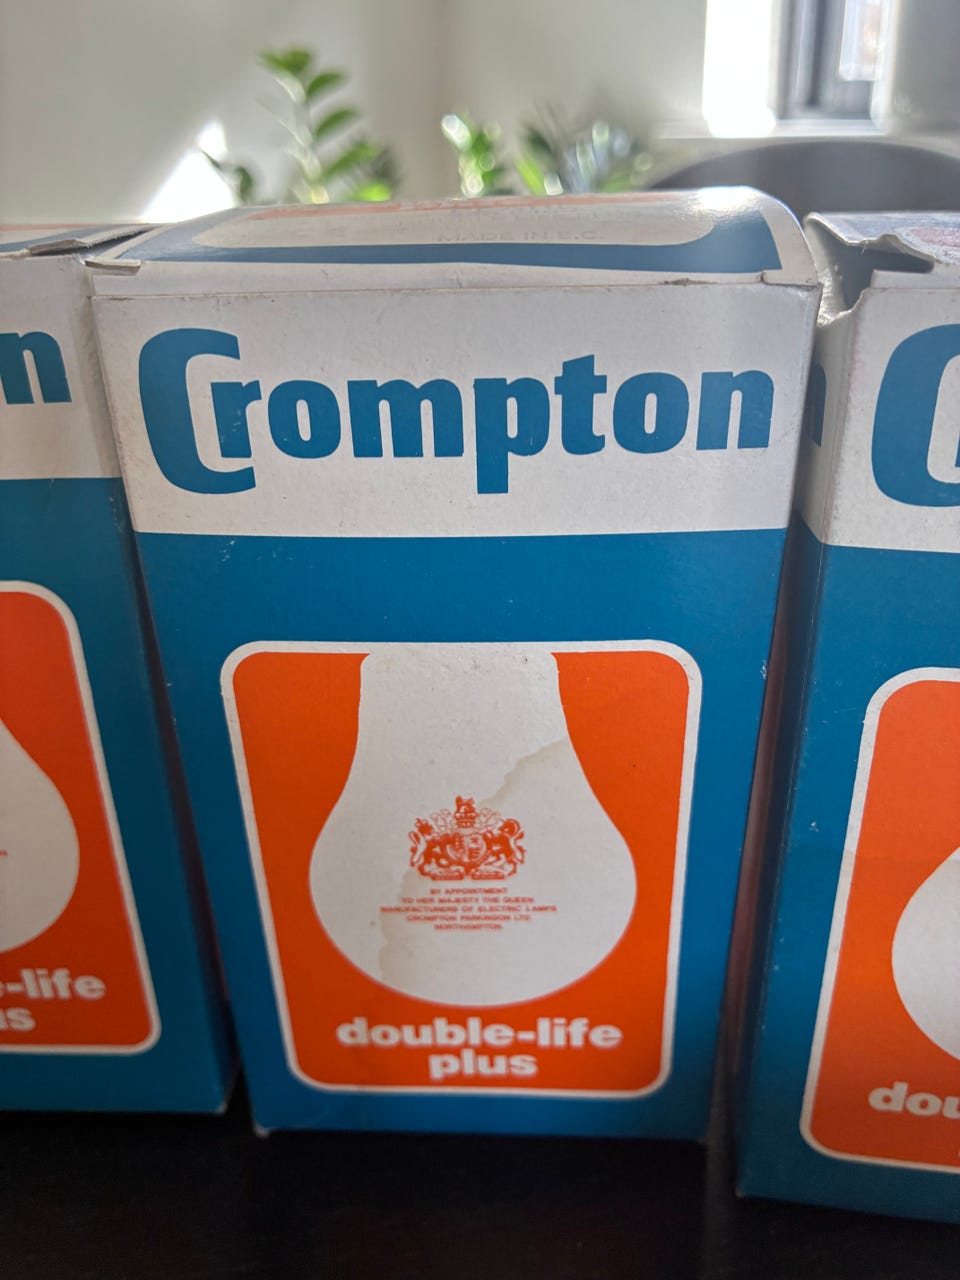 MADE IN E.C.
n
Crompton
C
BY APPOINTMENT
TO HER MAJESTY THE QUEEN
MANUFACTURERS OF ELECTRIC LAMPS
CROMPTON PARKINSON LTD.
NORTHAMPTON.
e-life
us
double-life
plus
dou